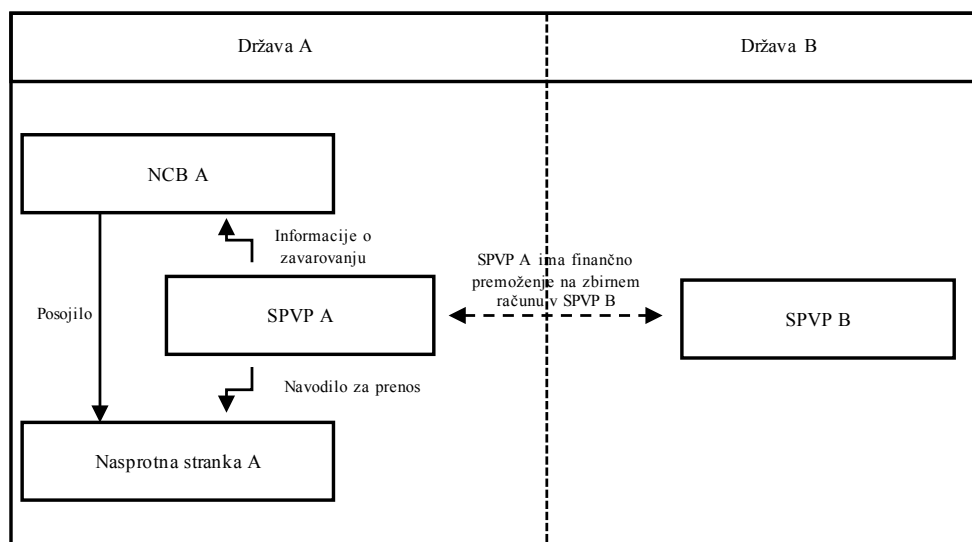 Država A
Država B
NCB A
Informacije o
zavarovanju
SPVP A ima finančno
premoženje na zbirnem
računu v SPVP B
Posojilo
SPVP A
SPVP B
Navodilo za prenos
Nasprotna stranka A